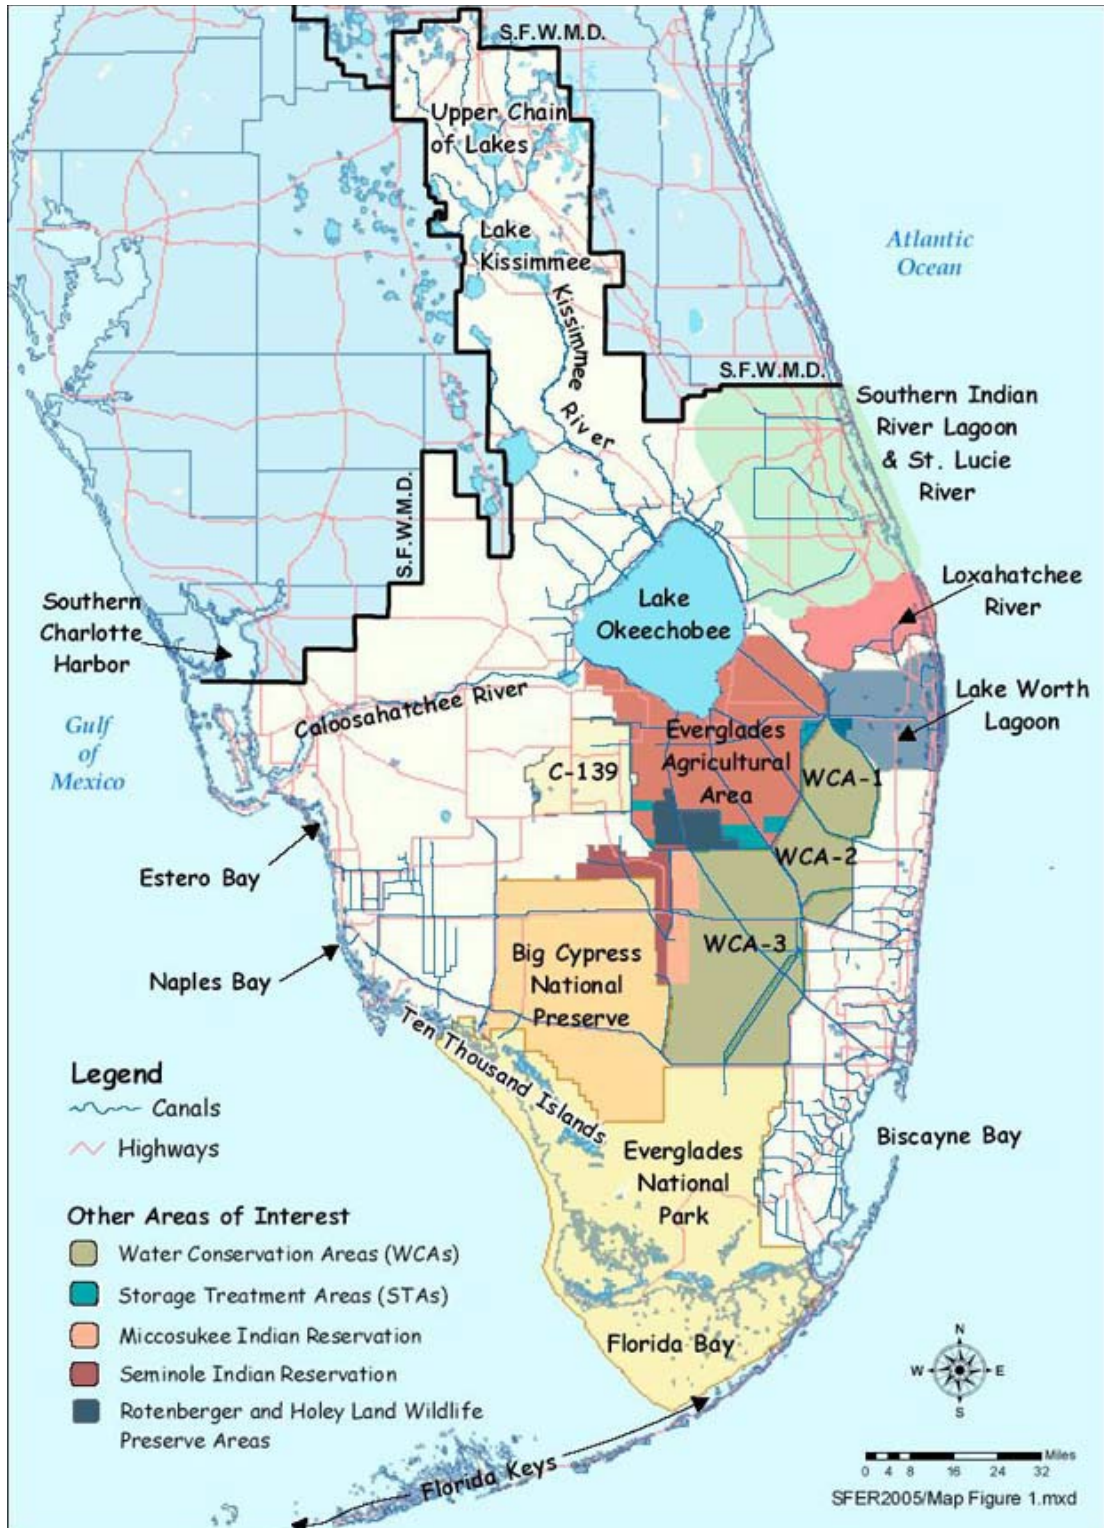 S.F.W.M.D.
Upper Chain
of Lakes
Lake
Kissimmee
Atlantic
Ocean
Kissimmee River
S.F.W.M.D.
Southern Indian
River Lagoon
& St. Lucie
River
S.F.W.M.D.
Southern
Charlotte
Harbor
Lake
Okeechobee
Loxahatchee
River
Caloosahatchee River
Lake Worth
Lagoon
Gulf
of
Mexico
Everglades
Agricultural
Area
C-139
WCA-1
WCA-2
Estero Bay
WCA-3
Big Cypress
National
Preserve
Naples Bay
Ten Thousand Islands
Legend
Canals
Highways
Biscayne Bay
Everglades
National
Park
Other Areas of Interest
Water Conservation Areas (WCAs)
Storage Treatment Areas (STAs)
Miccosukee Indian Reservation
Seminole Indian Reservation
Rotenberger and Holey Land Wildlife
Preserve Areas
Florida Bay
Florida Keys
N
W E
S
Miles
0 4 8 16 24 32
SFER2005/Map Figure 1.mxd